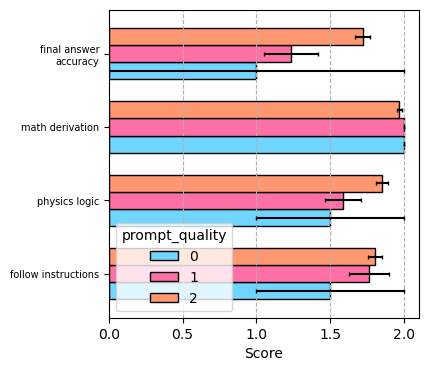 final answer
accuracy
math derivation
physics logic
follow instructions
prompt_quality
0
1
2
0.0 0.5 1.0 1.5 2.0
Score